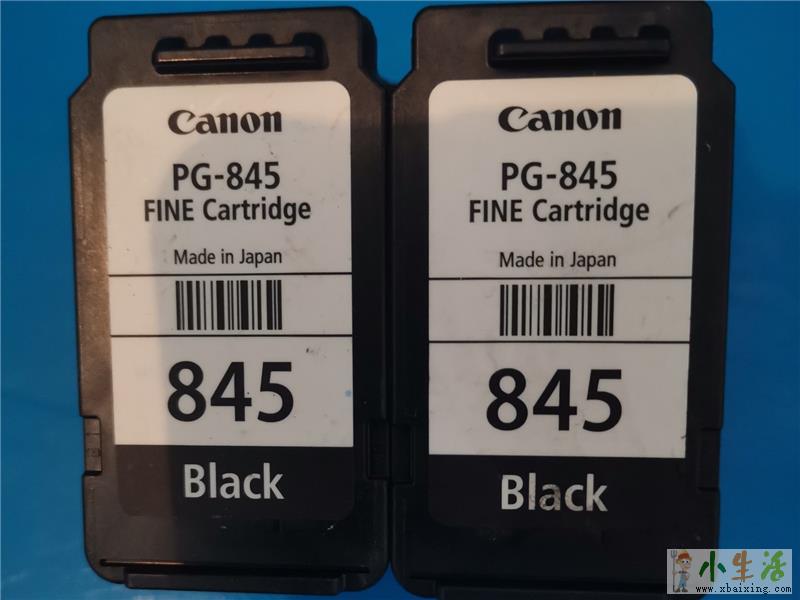 Canon
PG-845
FINE Cartridge
Made in Japan
845
Black
Canon
PG-845
FINE Cartridge
Made in Japan
845
Black
小生活
www.xbaixing.com